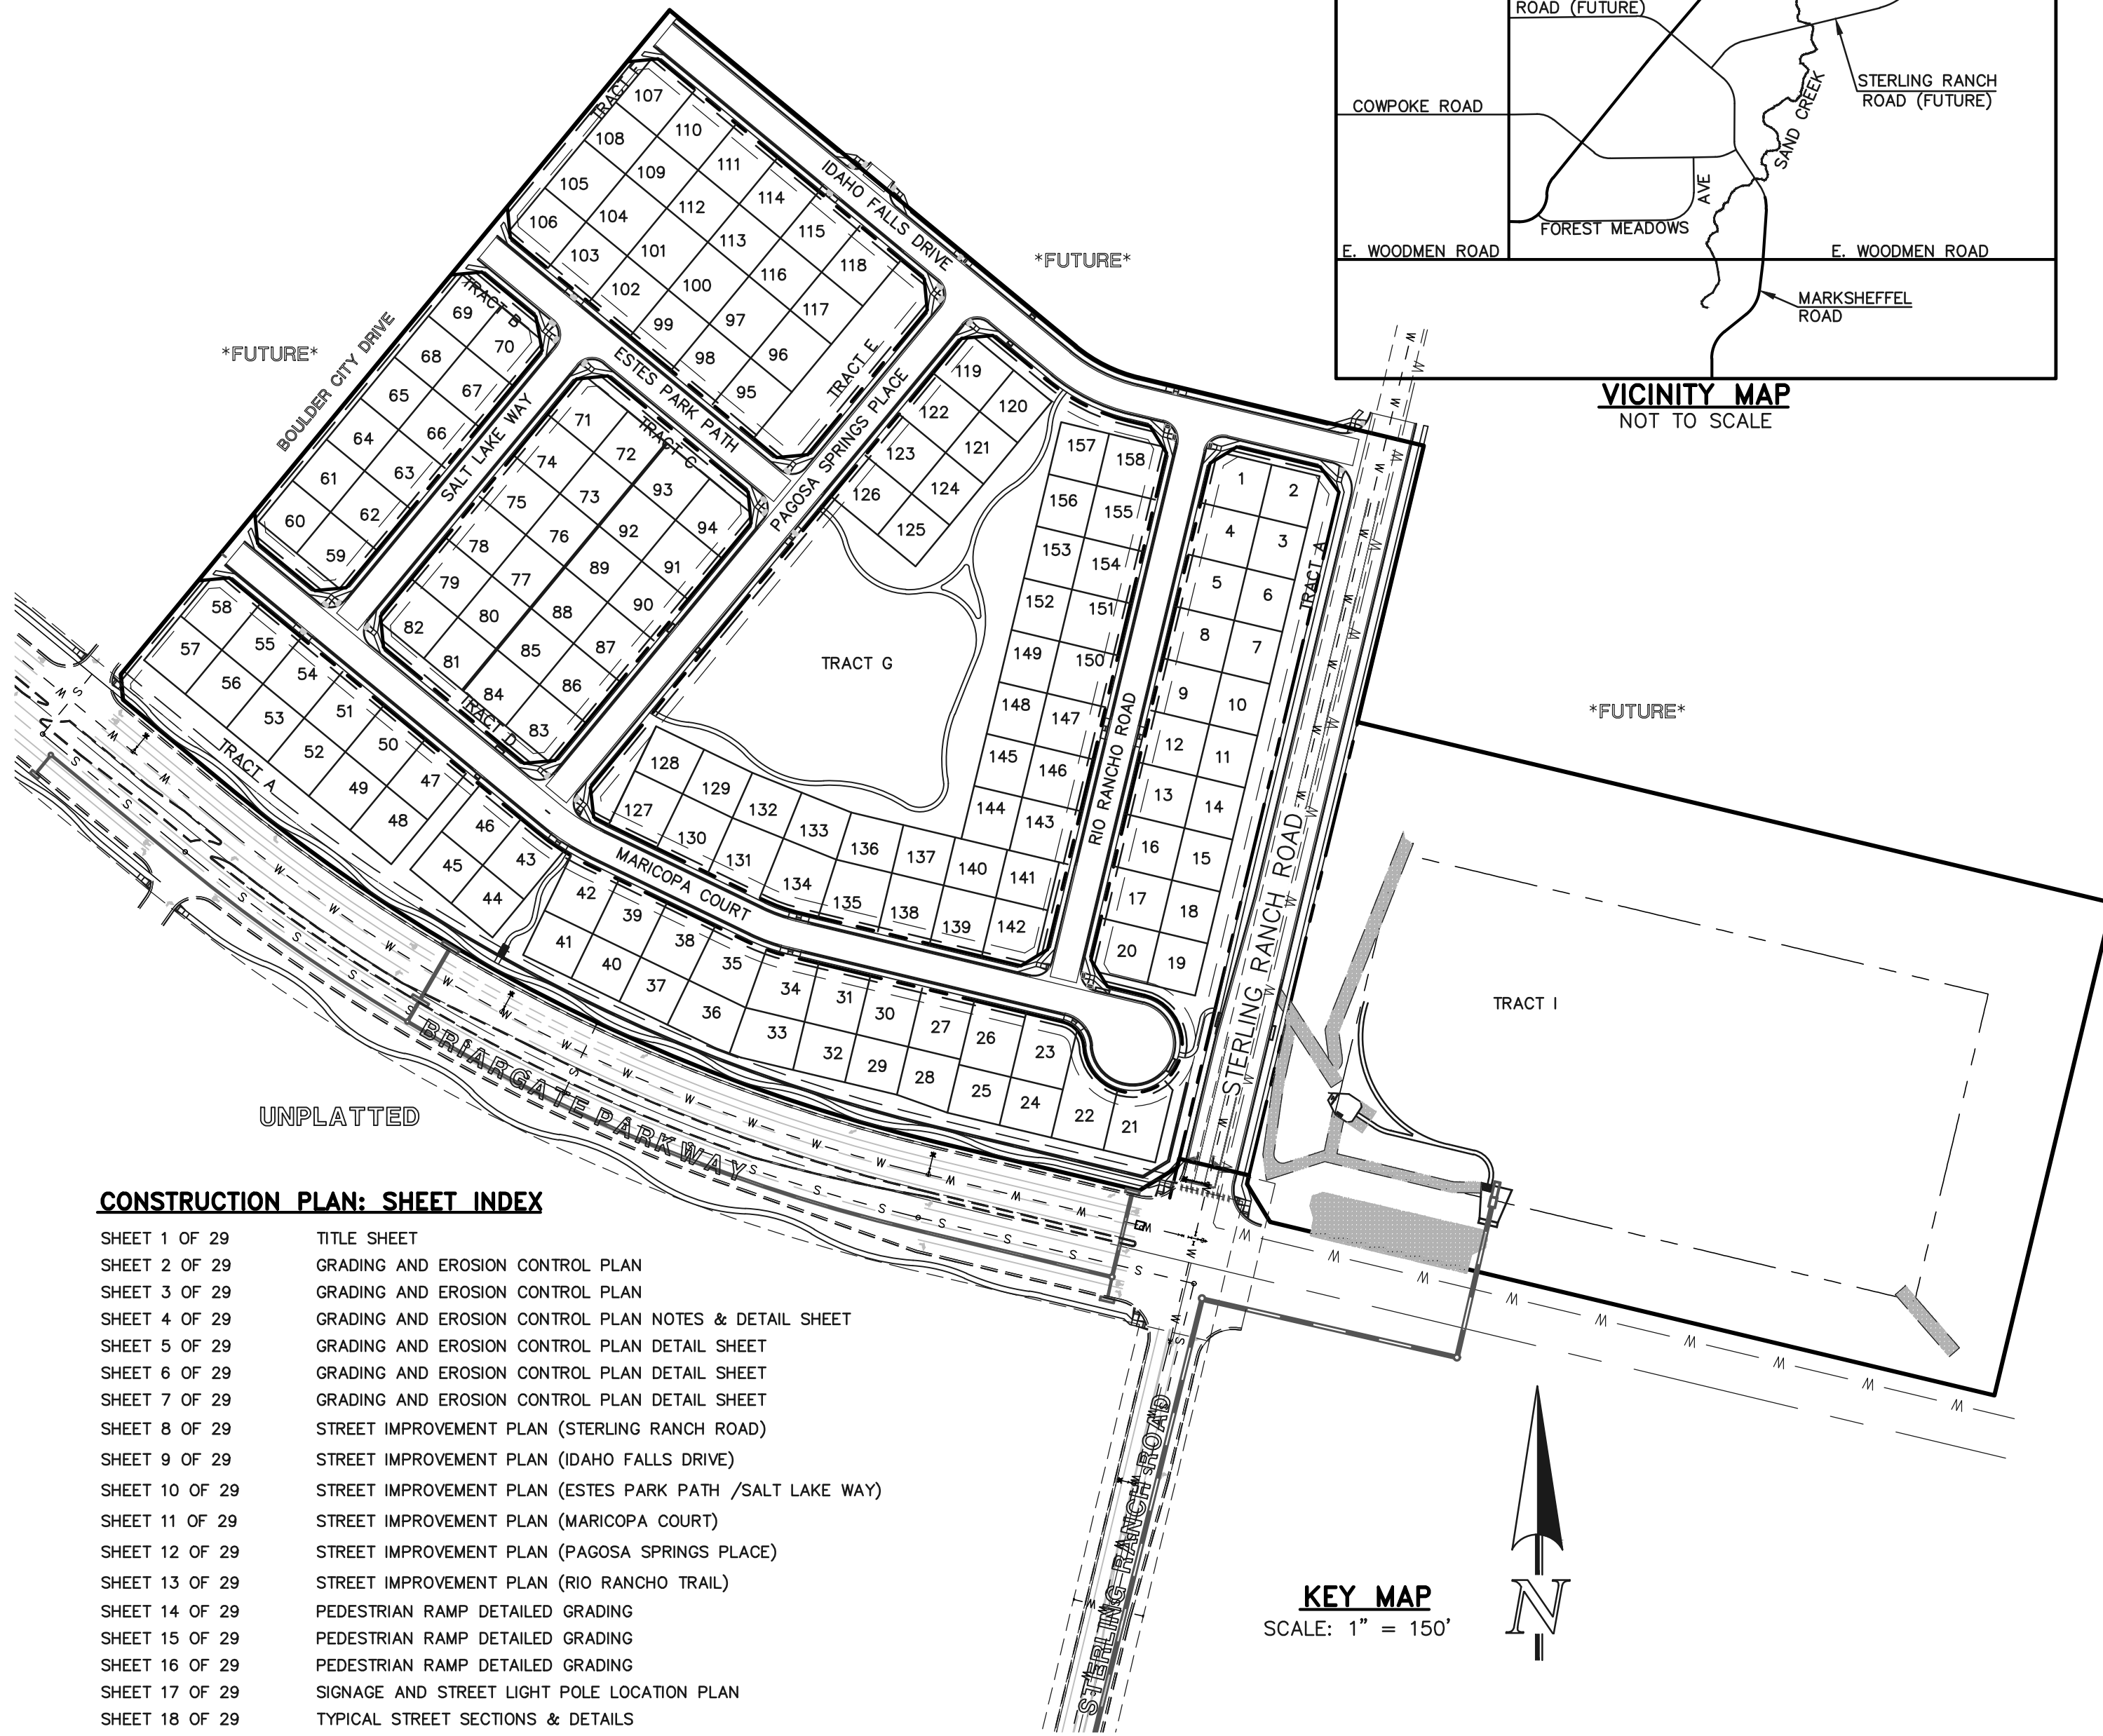 ROAD (FUTURE)
STERLING RANCH
ROAD (FUTURE)
COWPOKE ROAD
SAND CREEK
AVE
FOREST MEADOWS
E. WOODMEN ROAD
E. WOODMEN ROAD
MARKSHEFFEL
ROAD
VICINITY MAP
NOT TO SCALE
*FUTURE*
*FUTURE*
*FUTURE*
BOULDER CITY DRIVE
IDAHO FALLS DRIVE
ESTES PARK PATH
SALT LAKE WAY
PAGOSA SPRINGS PLACE
MARICOPA COURT
RIO RANCHO ROAD
STERLING RANCH ROAD
BRIARGATE PARKWAY
STERLING RANCH ROAD
UNPLATTED
TRACT B
TRACT C
TRACT D
TRACT E
TRACT G
TRACT A
TRACT A
TRACT I
107
108
110
109
111
105
114
106
104
112
115
103
101
113
118
102
100
116
117
99
97
98
96
95
69
70
68
67
65
66
64
63
61
62
60
59
71
72
74
73
93
75
76
92
94
78
89
91
79
77
88
90
82
80
85
87
81
84
86
83
119
120
122
121
123
124
126
125
157
158
156
155
153
154
152
151
149
150
148
147
145
146
144
143
1
2
4
3
5
6
8
7
9
10
12
11
13
14
16
15
17
18
20
19
58
57
55
56
54
53
51
52
50
49
47
48
46
45
43
44
128
127
129
130
132
131
133
134
136
135
137
138
140
139
141
142
42
41
39
40
38
37
35
36
34
33
31
32
30
29
27
28
26
25
23
24
22
21
CONSTRUCTION PLAN: SHEET INDEX
SHEET 1 OF 29 TITLE SHEET
SHEET 2 OF 29 GRADING AND EROSION CONTROL PLAN
SHEET 3 OF 29 GRADING AND EROSION CONTROL PLAN
SHEET 4 OF 29 GRADING AND EROSION CONTROL PLAN NOTES & DETAIL SHEET
SHEET 5 OF 29 GRADING AND EROSION CONTROL PLAN DETAIL SHEET
SHEET 6 OF 29 GRADING AND EROSION CONTROL PLAN DETAIL SHEET
SHEET 7 OF 29 GRADING AND EROSION CONTROL PLAN DETAIL SHEET
SHEET 8 OF 29 STREET IMPROVEMENT PLAN (STERLING RANCH ROAD)
SHEET 9 OF 29 STREET IMPROVEMENT PLAN (IDAHO FALLS DRIVE)
SHEET 10 OF 29 STREET IMPROVEMENT PLAN (ESTES PARK PATH /SALT LAKE WAY)
SHEET 11 OF 29 STREET IMPROVEMENT PLAN (MARICOPA COURT)
SHEET 12 OF 29 STREET IMPROVEMENT PLAN (PAGOSA SPRINGS PLACE)
SHEET 13 OF 29 STREET IMPROVEMENT PLAN (RIO RANCHO TRAIL)
SHEET 14 OF 29 PEDESTRIAN RAMP DETAILED GRADING
SHEET 15 OF 29 PEDESTRIAN RAMP DETAILED GRADING
SHEET 16 OF 29 PEDESTRIAN RAMP DETAILED GRADING
SHEET 17 OF 29 SIGNAGE AND STREET LIGHT POLE LOCATION PLAN
SHEET 18 OF 29 TYPICAL STREET SECTIONS & DETAILS
KEY MAP
SCALE: 1" = 150'
N